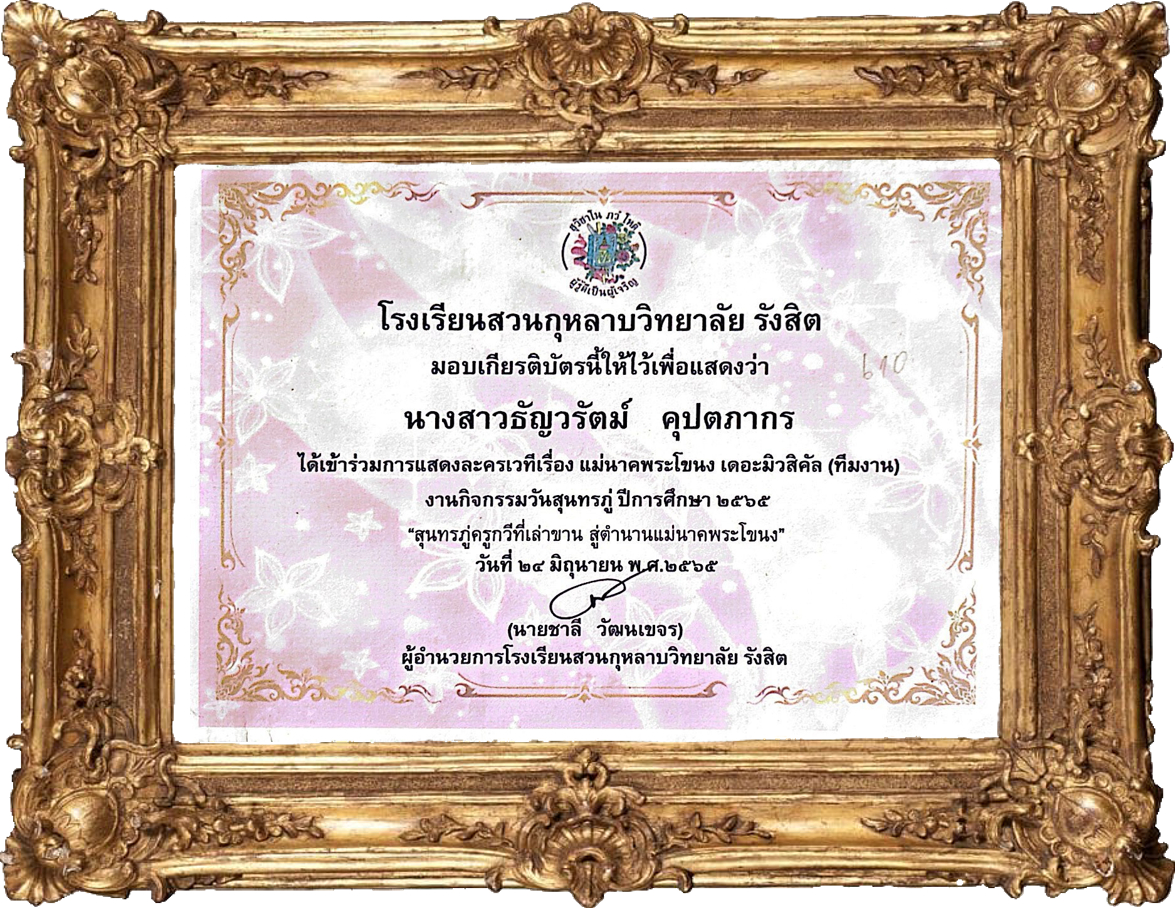 สุวิชาโน ภวํ โหติ
ผู้รู้ดีเป็นผู้เจริญ
โรงเรียนสวนกุหลาบวิทยาลัย รังสิต
มอบเกียรติบัตรนี้ให้ไว้เพื่อแสดงว่า
610
นางสาวธัญวรัตม์ คุปตภากร
ได้เข้าร่วมการแสดงละครเวทีเรื่อง แม่นาคพระโขนง เดอะมิวสิคัล (ทีมงาน)
งานกิจกรรมวันสุนทรภู่ ปีการศึกษา ๒๕๖๕
“สุนทรภู่ครูกวีที่เล่าขาน สู่ตำนานแม่นาคพระโขนง”
วันที่ ๒๔ มิถุนายน พ.ศ.๒๕๖๕
(นายชาลี วัฒนเขจร)
ผู้อำนวยการโรงเรียนสวนกุหลาบวิทยาลัย รังสิต